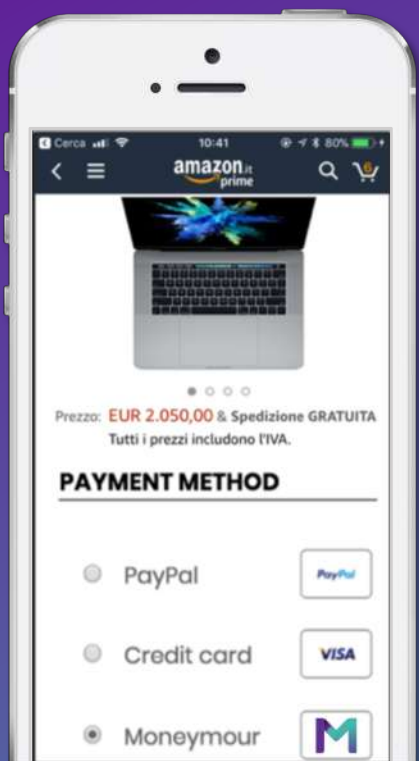 Cerca 10:41 80%
amazon.it
prime
6
Prezzo: EUR 2.050,00 & Spedizione GRATUITA
Tutti i prezzi includono l'IVA.
PAYMENT METHOD
PayPal PayPal
Credit card VISA
Moneymour M